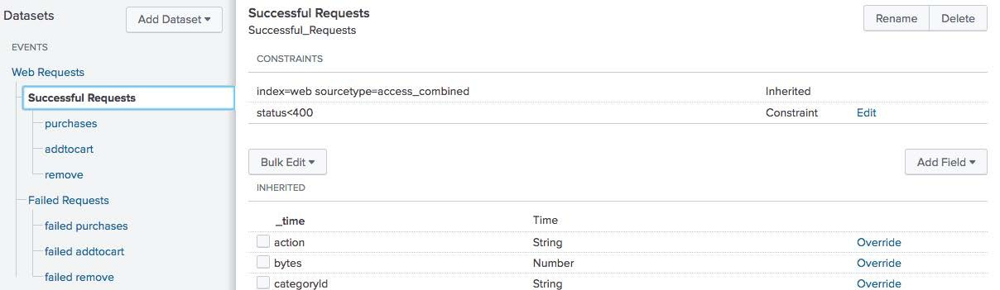 Datasets
Add Dataset
EVENTS
Web Requests
Successful Requests
purchases
addtocart
remove
Failed Requests
failed purchases
failed addtocart
failed remove
Successful Requests
Successful_Requests
Rename Delete
CONSTRAINTS
index=web sourcetype=access_combined Inherited
status<400 Constraint Edit
Bulk Edit Add Field
INHERITED
_time Time
action String Override
bytes Number Override
categoryId String Override